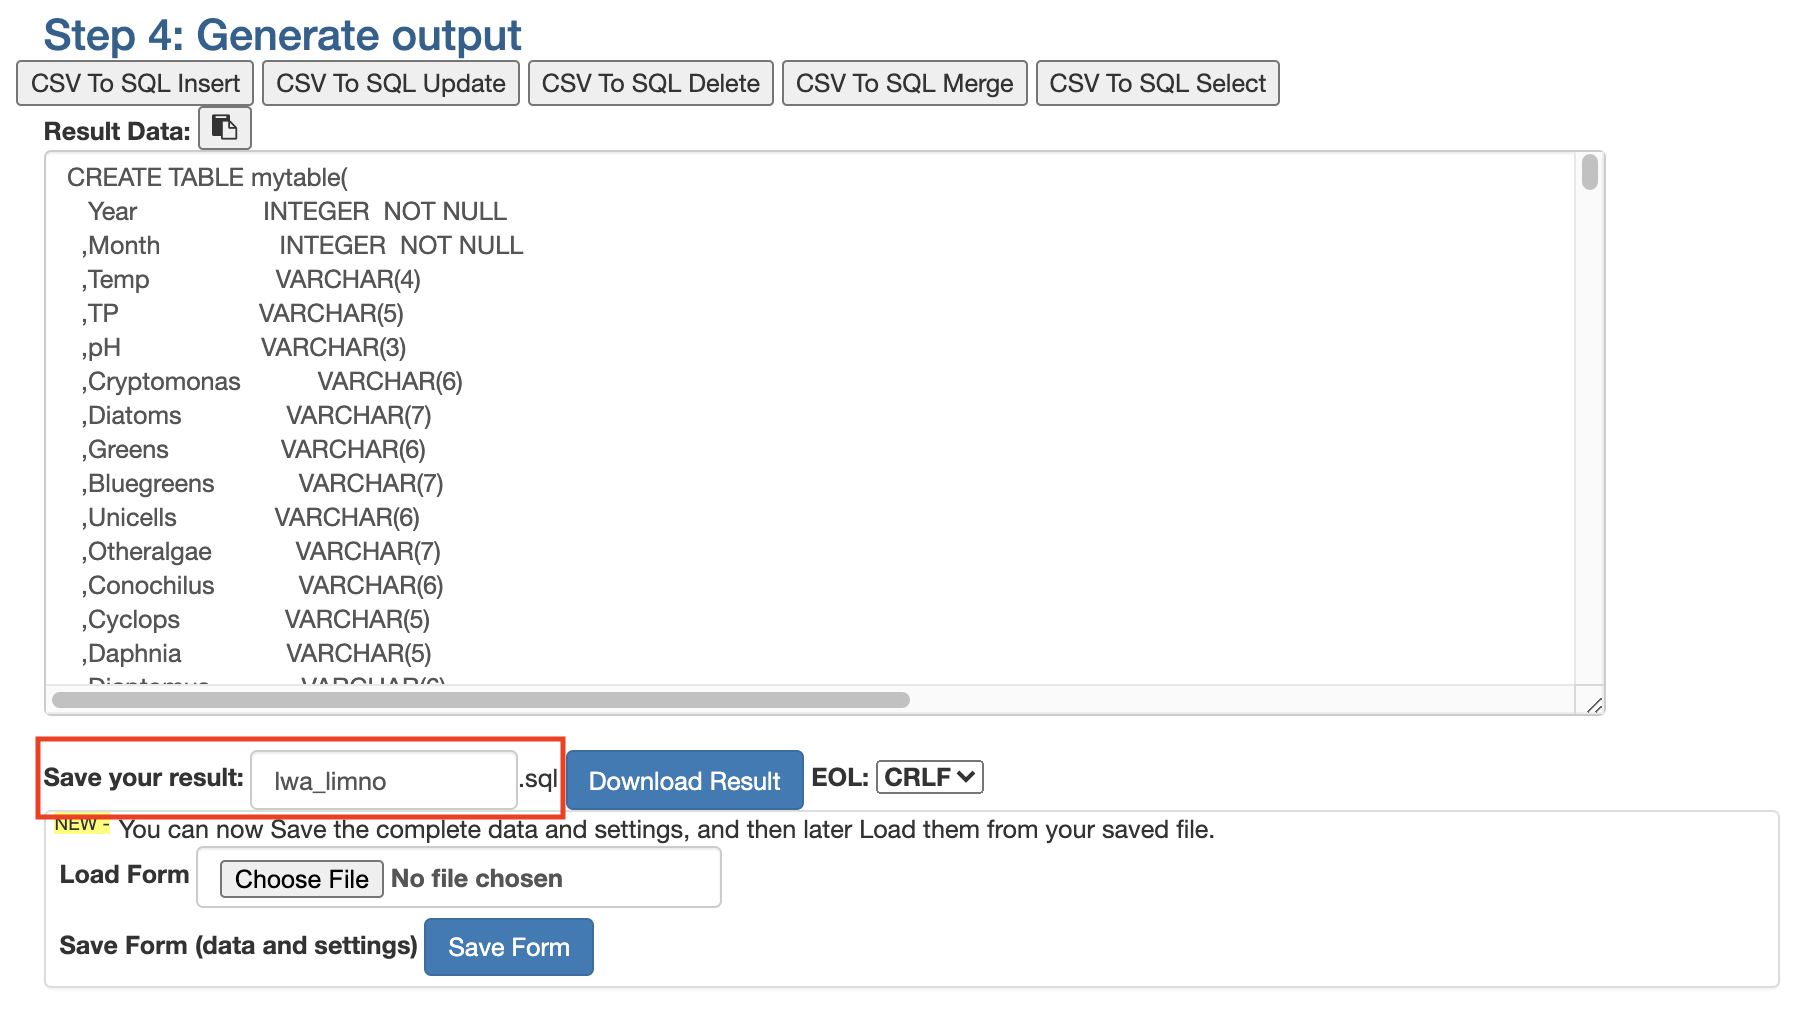 Step 4: Generate output
CSV To SQL Insert CSV To SQL Update CSV To SQL Delete CSV To SQL Merge CSV To SQL Select
Result Data:
CREATE TABLE mytable(
Year INTEGER NOT NULL
,Month INTEGER NOT NULL
,Temp VARCHAR(4)
,TP VARCHAR(5)
,pH VARCHAR(3)
,Cryptomonas VARCHAR(6)
,Diatoms VARCHAR(7)
,Greens VARCHAR(6)
,Bluegreens VARCHAR(7)
,Unicells VARCHAR(6)
,Otheralgae VARCHAR(7)
,Conochilus VARCHAR(6)
,Cyclops VARCHAR(5)
,Daphnia VARCHAR(5)
,Diaptomus VARCHAR(6)
Save your result: lwa_limno .sql Download Result EOL: CRLF
NEW - You can now Save the complete data and settings, and then later Load them from your saved file.
Load Form Choose File No file chosen
Save Form (data and settings) Save Form